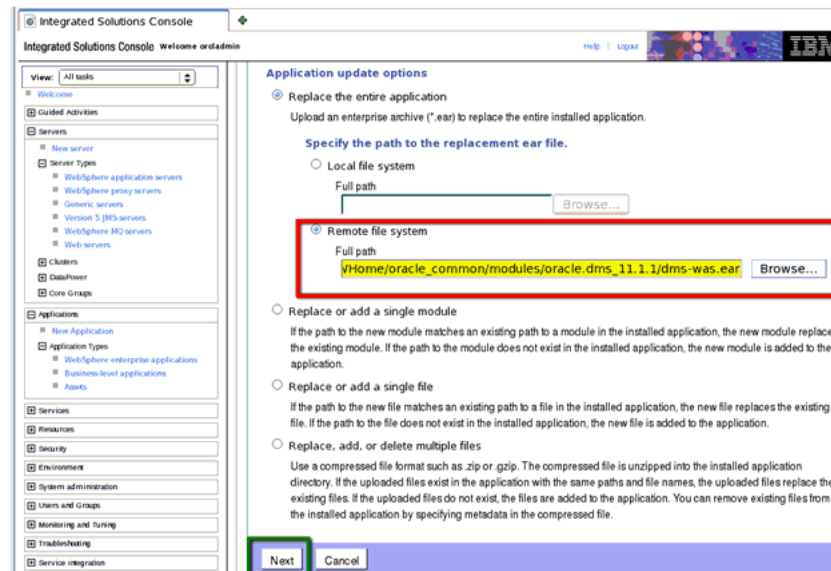 Integrated Solutions Console
Integrated Solutions Console Welcome orcladmin
Help | Logout
IBM
View: All tasks
Welcome
Guided Activities
Servers
New server
Server Types
WebSphere application servers
WebSphere proxy servers
Generic servers
Version 5 JMS servers
WebSphere MQ servers
Web servers
Clusters
DataPower
Core Groups
Applications
New Application
Application Types
WebSphere enterprise applications
Business-level applications
Assets
Services
Resources
Security
Environment
System administration
Users and Groups
Monitoring and Tuning
Troubleshooting
Service integration
Application update options
Replace the entire application
Upload an enterprise archive (*.ear) to replace the entire installed application.
Specify the path to the replacement ear file.
Local file system
Full path
Browse...
Remote file system
Full path
/Home/oracle_common/modules/oracle.dms_11.1.1/dms-was.ear Browse...
Replace or add a single module
If the path to the new module matches an existing path to a module in the installed application, the new module replace
the existing module. If the path to the module does not exist in the installed application, the new module is added to the
application.
Replace or add a single file
If the path to the new file matches an existing path to a file in the installed application, the new file replaces the existing
file. If the path to the file does not exist in the installed application, the new file is added to the application.
Replace, add, or delete multiple files
Use a compressed file format such as .zip or .gzip. The compressed file is unzipped into the installed application
directory. If the uploaded files exist in the application with the same paths and file names, the uploaded files replace the
existing files. If the uploaded files do not exist, the files are added to the application. You can remove existing files from
the installed application by specifying metadata in the compressed file.
Next Cancel